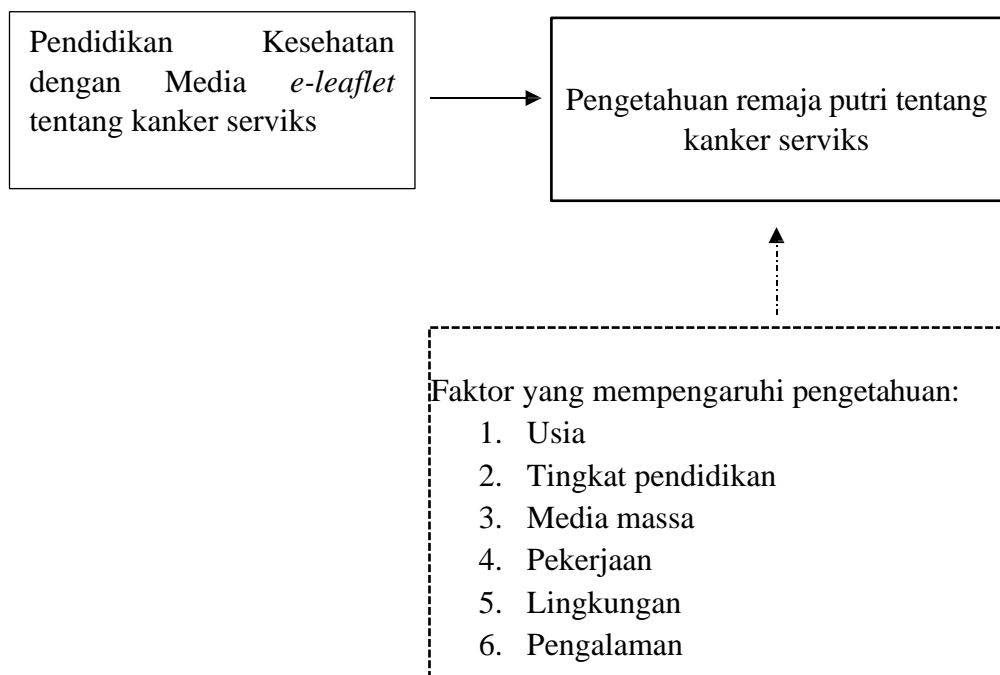 Pendidikan Kesehatan
dengan Media e-leaflet
tentang kanker serviks
Pengetahuan remaja putri tentang
kanker serviks
Faktor yang mempengaruhi pengetahuan:
1. Usia
2. Tingkat pendidikan
3. Media massa
4. Pekerjaan
5. Lingkungan
6. Pengalaman